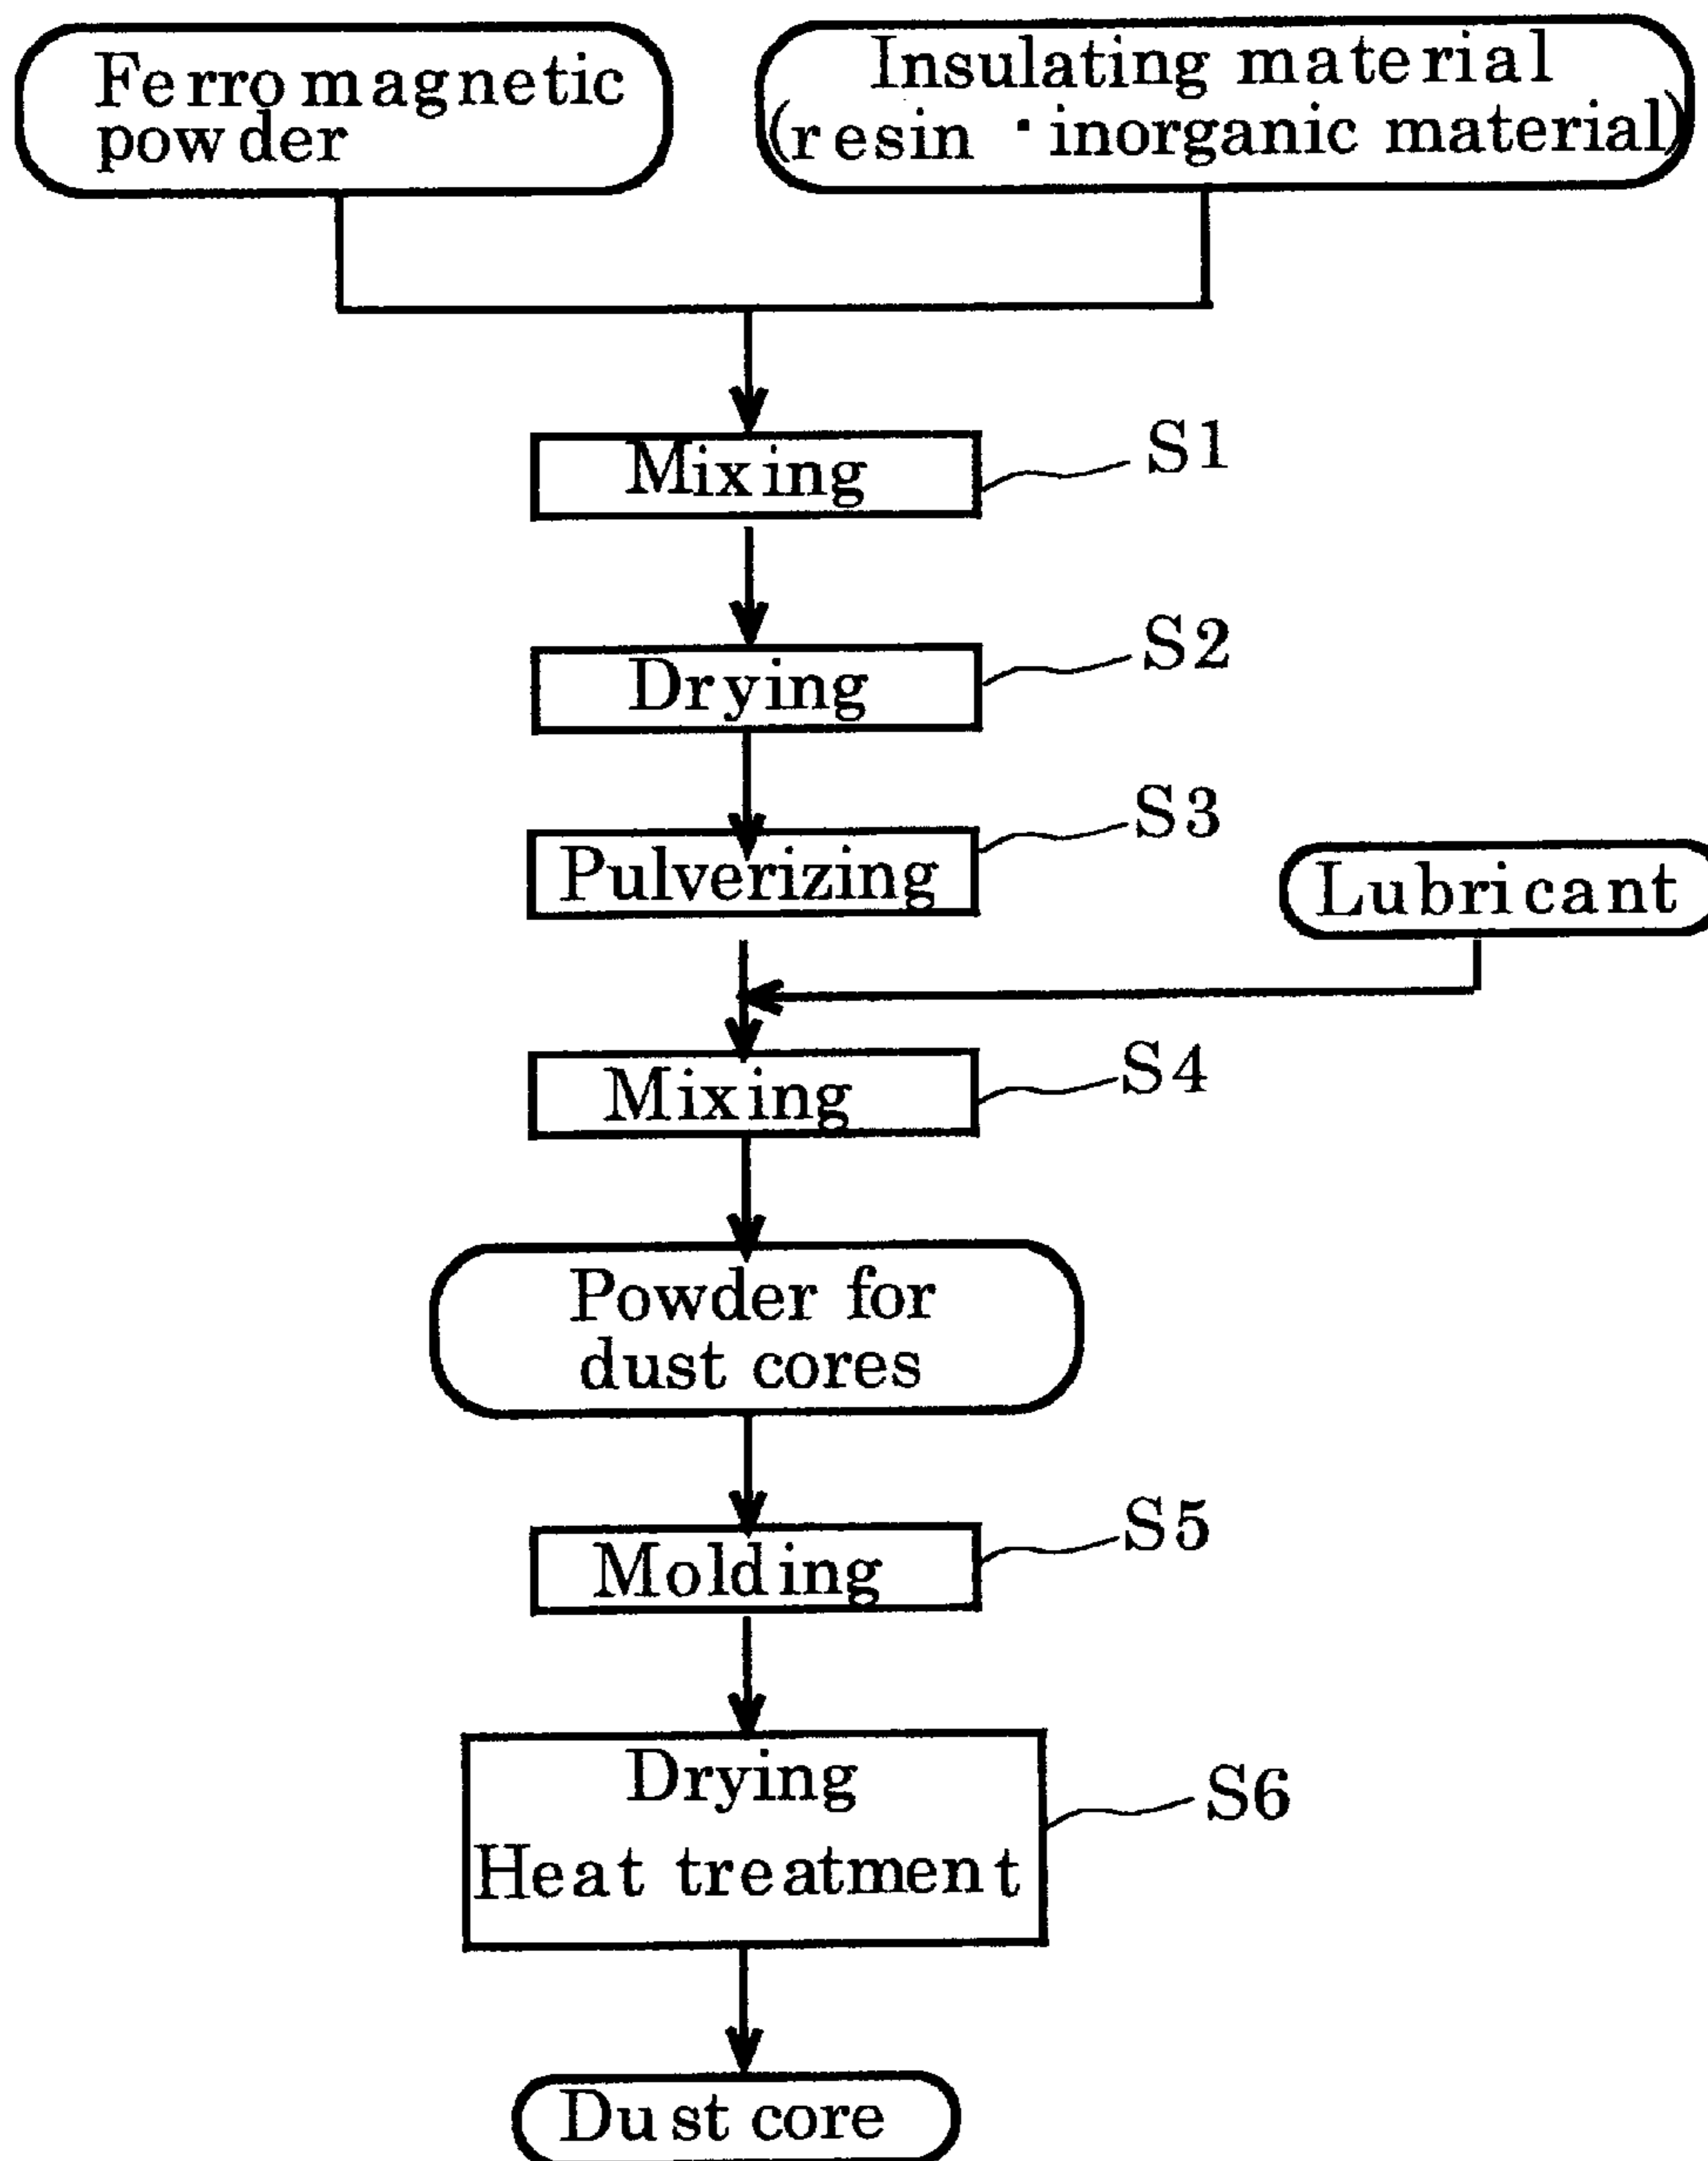 Ferromagnetic
powder
Insulating material
(resin ・inorganic material)
Mixing
S1
Drying
S2
Pulverizing
S3
Lubricant
Mixing
S4
Powder for
dust cores
Molding
S5
Drying
Heat treatment
S6
Dust core